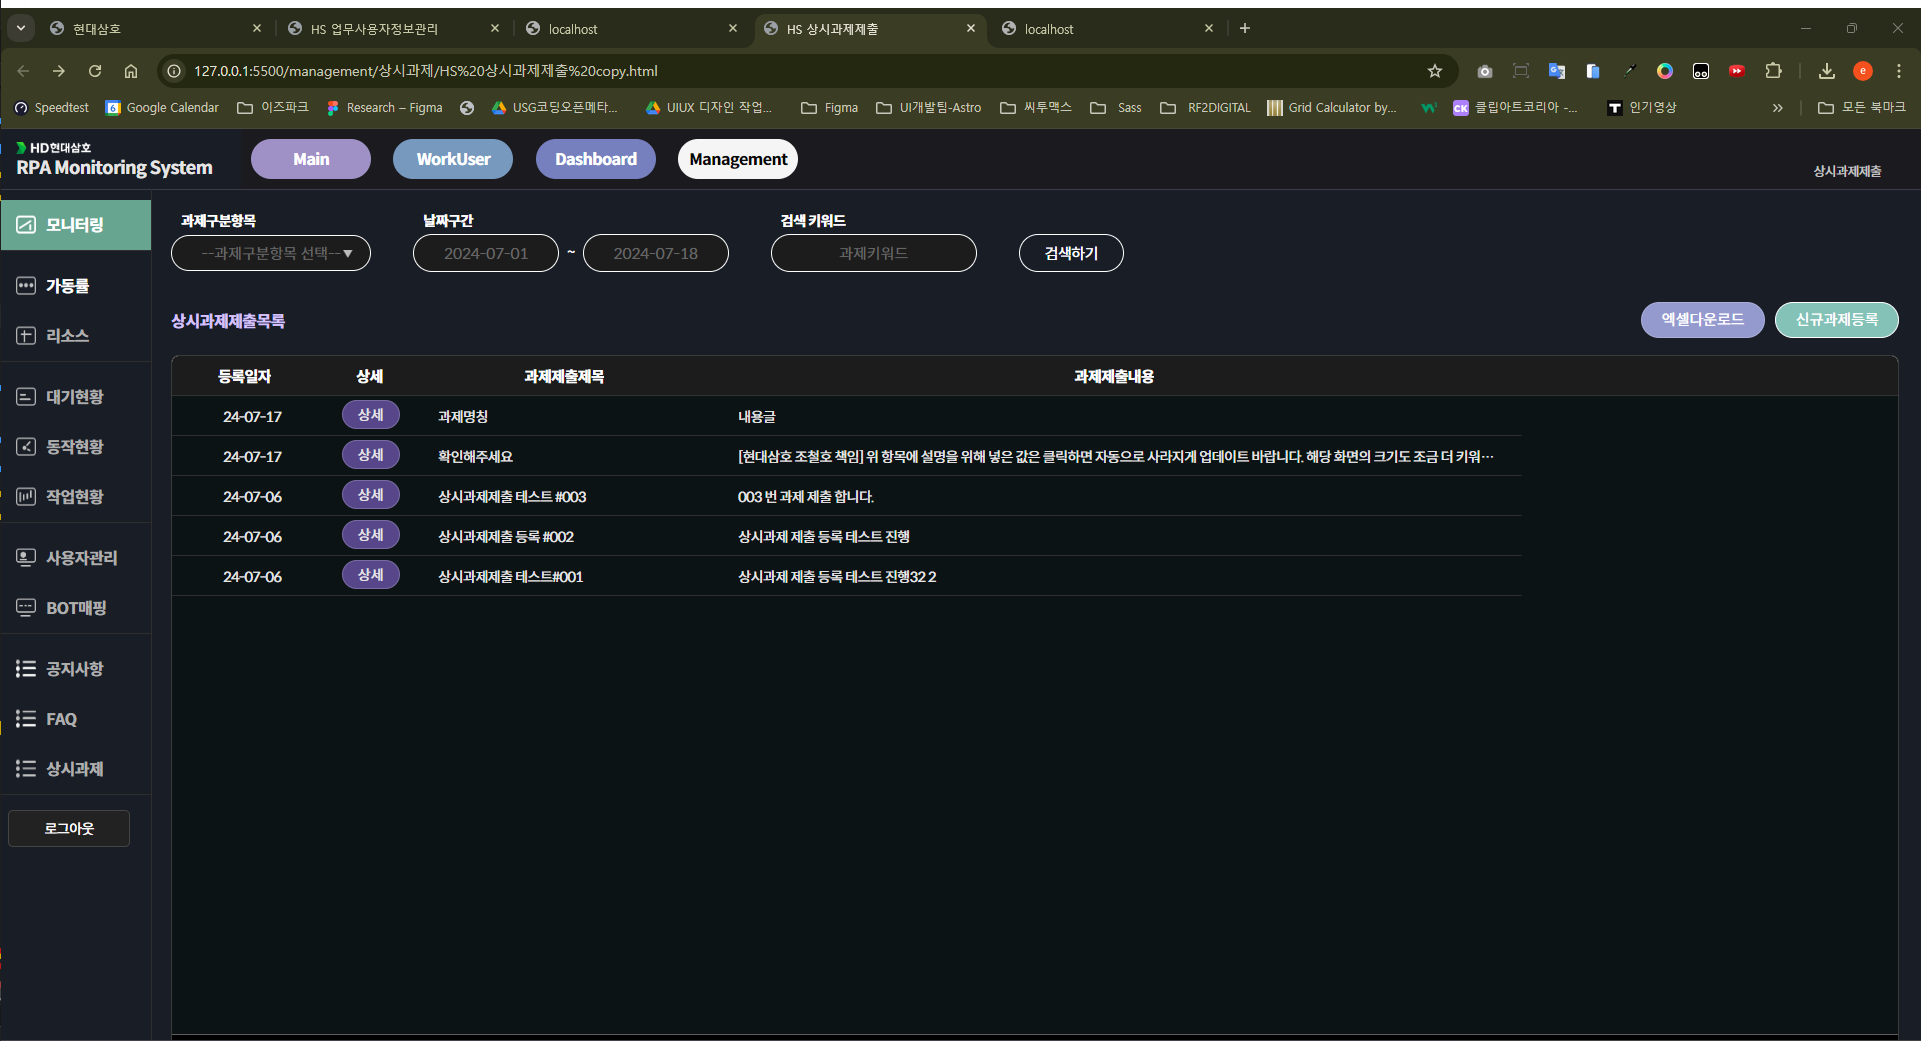 현대삼호
HS 업무사용자정보관리
localhost
HS 상시과제제출
localhost
127.0.0.1:5500/management/상시과제/HS%20상시과제제출%20copy.html
e
Speedtest
6 Google Calendar
이즈파크
Research – Figma
USG코딩오픈메타...
UIUX 디자인 작업...
Figma
UI개발팀-Astro
씨투맥스
Sass
RF2DIGITAL
Grid Calculator by...
CK 클립아트코리아 -...
T 인기영상
모든 북마크
HD현대삼호
RPA Monitoring System
Main
WorkUser
Dashboard
Management
상시과제제출
모니터링
가동률
리소스
대기현황
동작현황
작업현황
사용자관리
BOT매핑
공지사항
FAQ
상시과제
로그아웃
과제구분항목
날짜구간
검색 키워드
--과제구분항목 선택--▼
2024-07-01 ~ 2024-07-18
과제키워드
검색하기
상시과제제출목록
엑셀다운로드
신규과제등록
등록일자 상세 과제제출제목 과제제출내용
24-07-17 상세 과제명칭 내용글
24-07-17 상세 확인해주세요 [현대삼호 조철호 책임] 위 항목에 설명을 위해 넣은 값은 클릭하면 자동으로 사라지게 업데이트 바랍니다. 해당 화면의 크기도 조금 더 키워…
24-07-06 상세 상시과제제출 테스트 #003 003 번 과제 제출 합니다.
24-07-06 상세 상시과제제출 등록 #002 상시과제 제출 등록 테스트 진행
24-07-06 상세 상시과제제출 테스트#001 상시과제 제출 등록 테스트 진행32 2